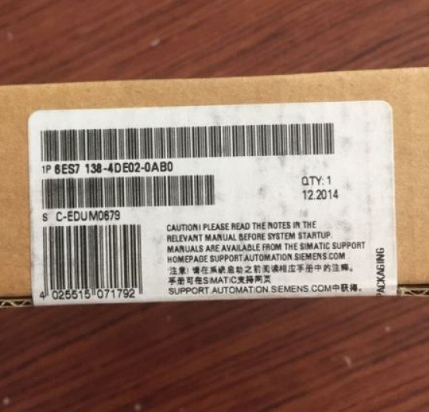 1P 6ES7 138-4DE02-0AB0
QTY: 1
12.2014
S C-EDUM0679
CAUTION! PLEASE READ THE NOTES IN THE
RELEVANT MANUAL BEFORE SYSTEM STARTUP.
MANUALS ARE AVAILABLE FROM THE SIMATIC SUPPORT
HOMEPAGE SUPPORT.AUTOMATION.SIEMENS.COM
注意! 请在系统启动之前阅读相应手册中的注释。
手册可在SIMATIC支持网页
SUPPORT.AUTOMATION.SIEMENS.COM中获得。
4 025515 071792
PACKAGING